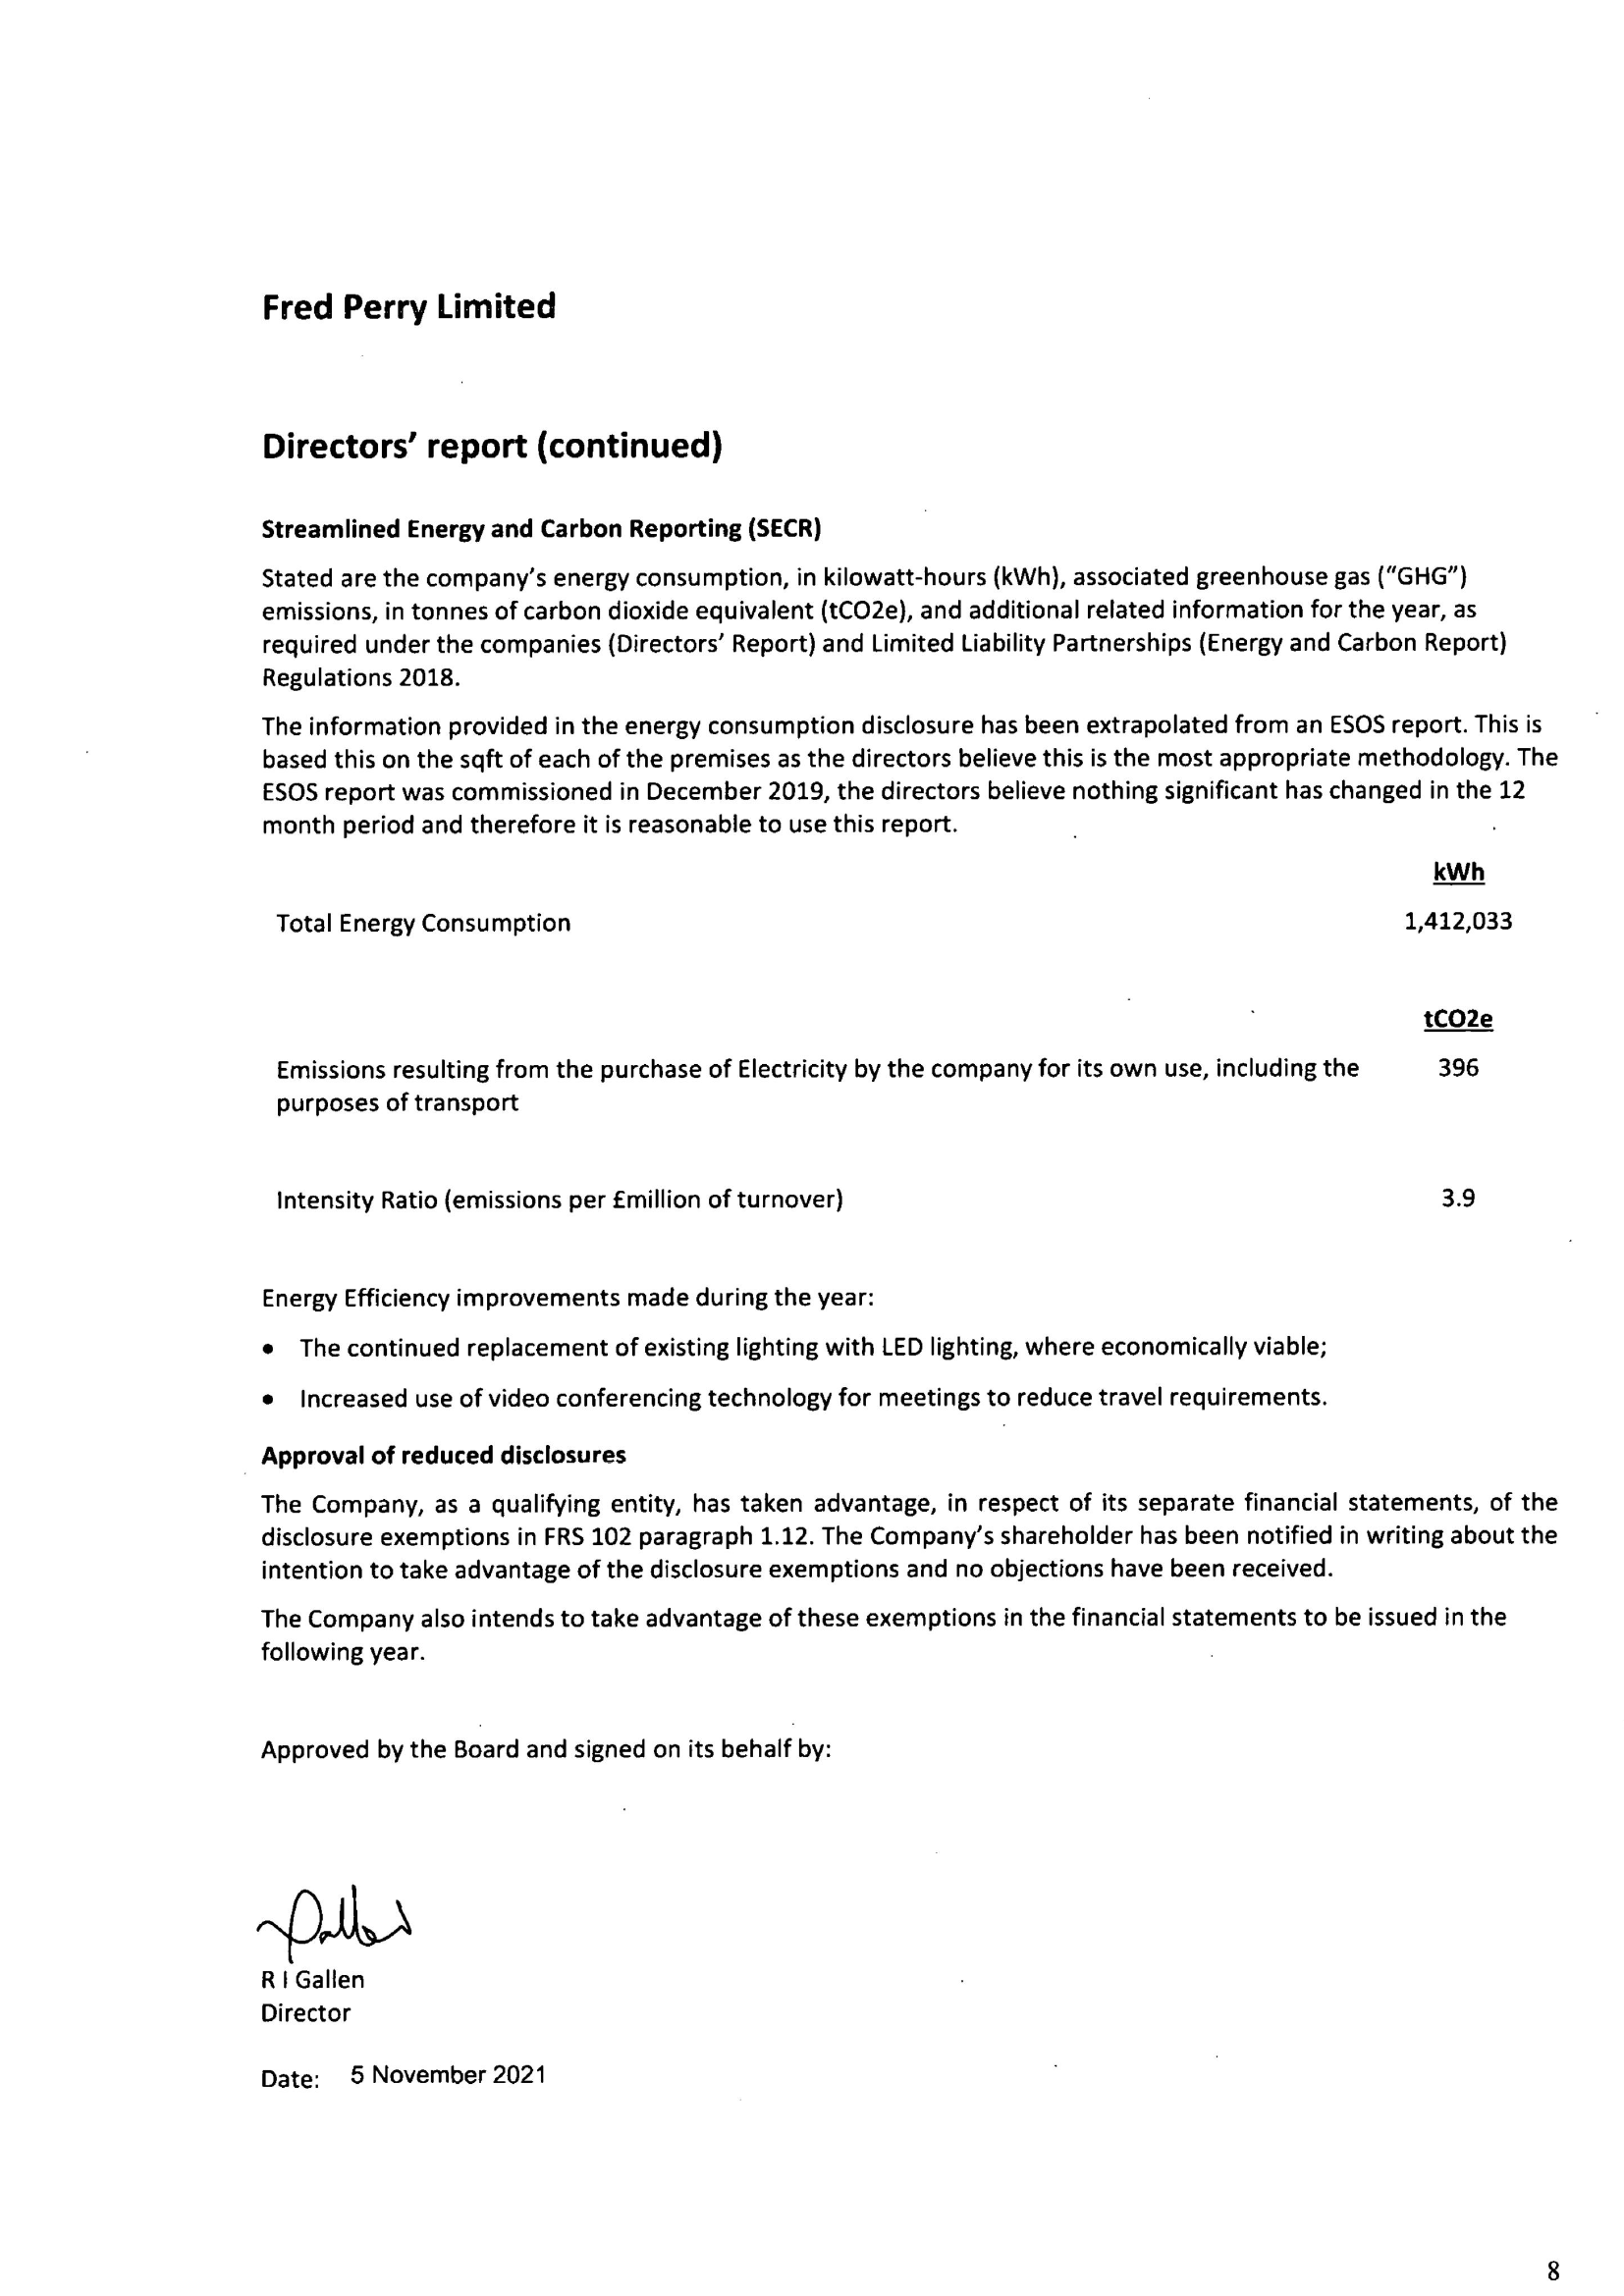 Fred Perry Limited
Directors' report (continued)
Streamlined Energy and Carbon Reporting (SECR)
Stated are the company's energy consumption, in kilowatt-hours (kWh), associated greenhouse gas ("GHG")
emissions, in tonnes of carbon dioxide equivalent (tCO2e), and additional related information for the year, as
required under the companies (Directors' Report) and Limited Liability Partnerships (Energy and Carbon Report)
Regulations 2018.
The information provided in the energy consumption disclosure has been extrapolated from an ESOS report. This is
based this on the sqft of each of the premises as the directors believe this is the most appropriate methodology. The
ESOS report was commissioned in December 2019, the directors believe nothing significant has changed in the 12
month period and therefore it is reasonable to use this report.
kWh
Total Energy Consumption 1,412,033
tCO2e
Emissions resulting from the purchase of Electricity by the company for its own use, including the 396
purposes of transport
Intensity Ratio (emissions per £million of turnover) 3.9
Energy Efficiency improvements made during the year:
• The continued replacement of existing lighting with LED lighting, where economically viable;
• Increased use of video conferencing technology for meetings to reduce travel requirements.
Approval of reduced disclosures
The Company, as a qualifying entity, has taken advantage, in respect of its separate financial statements, of the
disclosure exemptions in FRS 102 paragraph 1.12. The Company's shareholder has been notified in writing about the
intention to take advantage of the disclosure exemptions and no objections have been received.
The Company also intends to take advantage of these exemptions in the financial statements to be issued in the
following year.
Approved by the Board and signed on its behalf by:
R I Gallen
Director
Date: 5 November 2021
8